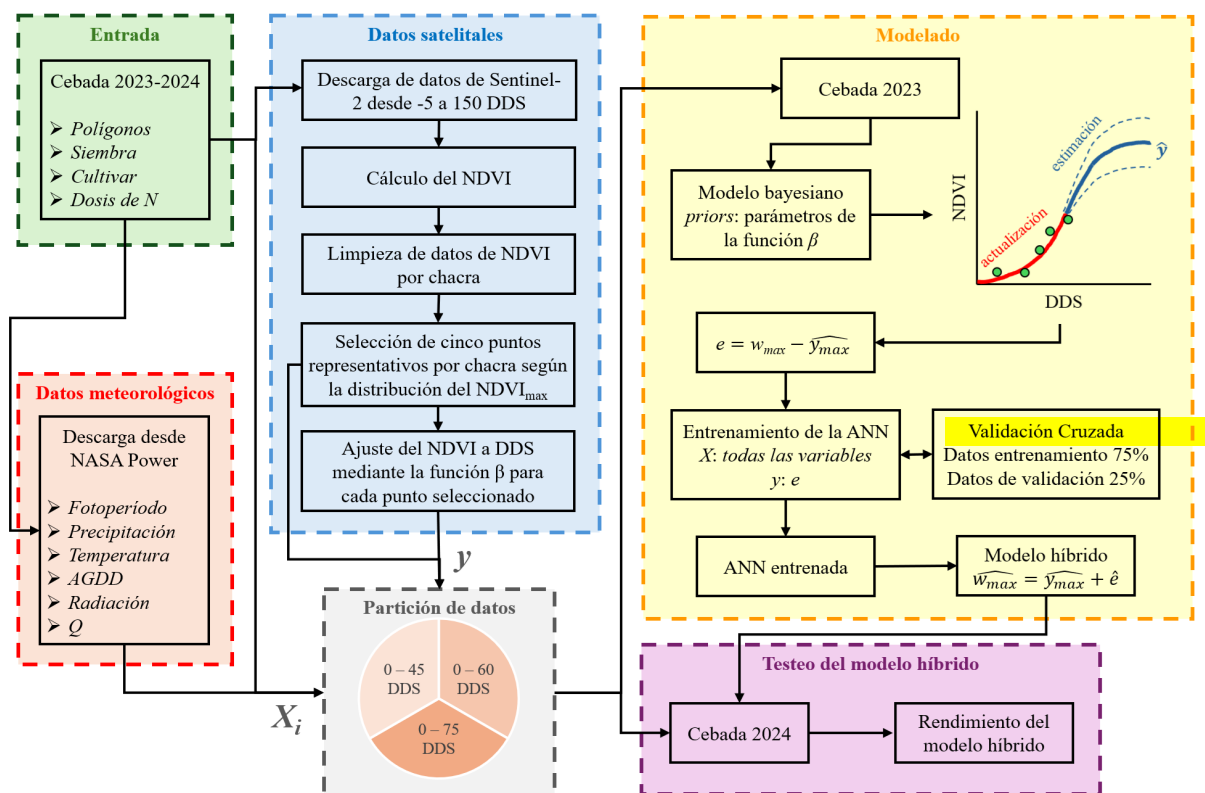 Entrada
Cebada 2023-2024
➢ Polígonos
➢ Siembra
➢ Cultivar
➢ Dosis de N
Datos meteorológicos
Descarga desde
NASA Power
➢ Fotoperíodo
➢ Precipitación
➢ Temperatura
➢ AGDD
➢ Radiación
➢ Q
Datos satelitales
Descarga de datos de Sentinel-
2 desde -5 a 150 DDS
Cálculo del NDVI
Limpieza de datos de NDVI
por chacra
Selección de cinco puntos
representativos por chacra según
la distribución del NDVImax
Ajuste del NDVI a DDS
mediante la función β para
cada punto seleccionado
y
Xi
Partición de datos
0 – 45
DDS
0 – 60
DDS
0 – 75
DDS
Modelado
Cebada 2023
Modelo bayesiano
priors: parámetros de
la función β
NDVI
actualización
estimación
ŷ
DDS
e = wmax − ŷmax
Entrenamiento de la ANN
X: todas las variables
y: e
Validación Cruzada
Datos entrenamiento 75%
Datos de validación 25%
ANN entrenada
Modelo híbrido
ŵmax = ŷmax + ê
Testeo del modelo híbrido
Cebada 2024
Rendimiento del
modelo híbrido